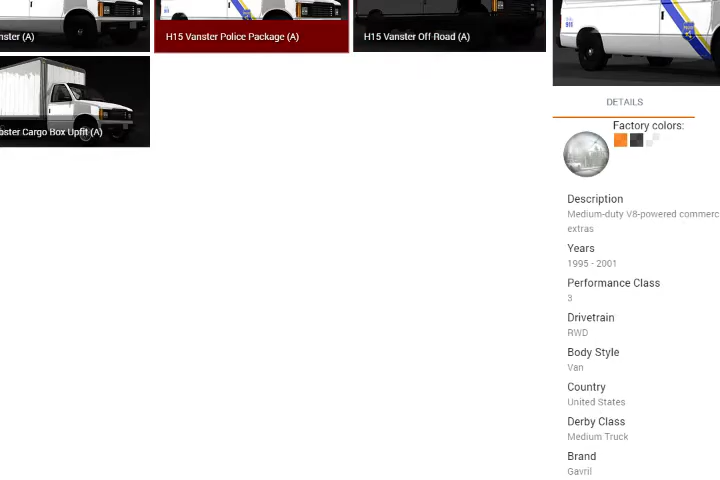 nster (A)
H15 Vanster Police Package (A)
H15 Vanster Off-Road (A)
911
nster Cargo Box Upfit (A)
DETAILS
Factory colors:
Description
Medium-duty V8-powered commerc
extras
Years
1995 - 2001
Performance Class
3
Drivetrain
RWD
Body Style
Van
Country
United States
Derby Class
Medium Truck
Brand
Gavril